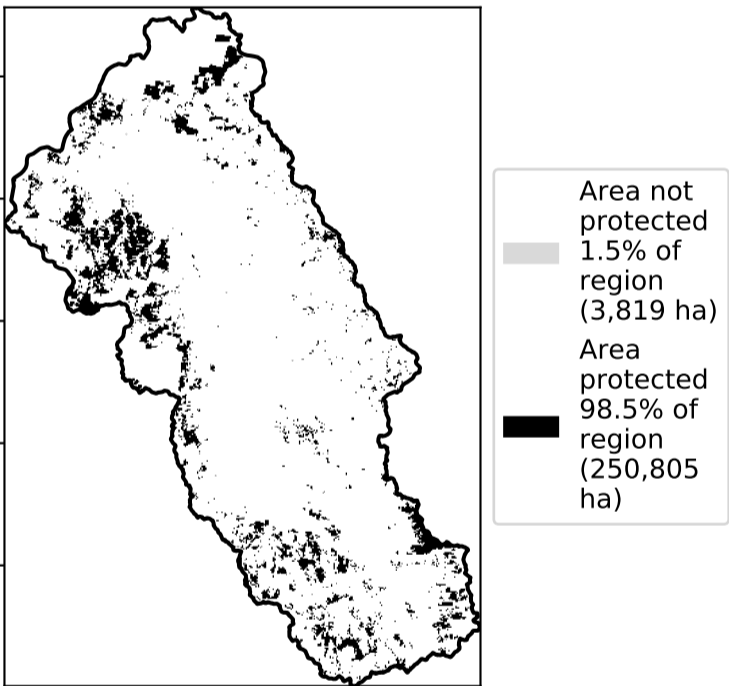 Area not
protected
1.5% of
region
(3,819 ha)
Area
protected
98.5% of
region
(250,805
ha)